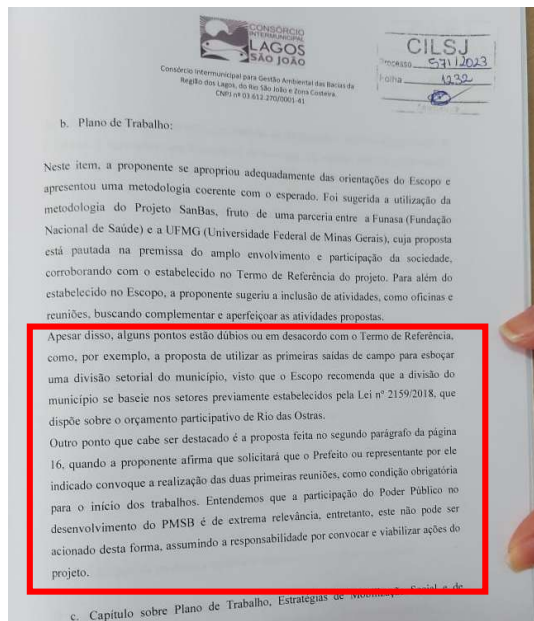 CONSÓRCIO
INTERMUNICIPAL
LAGOS
SÃO JOÃO
Consórcio Intermunicipal para Gestão Ambiental das Bacias da
Região dos Lagos, do Rio São João e Zona Costeira.
CNPJ nº 03.612.270/0001-41
CILSJ
Processo 571/2023
Folha 1232
b. Plano de Trabalho:
Neste item, a proponente se apropriou adequadamente das orientações do Escopo e
apresentou uma metodologia coerente com o esperado. Foi sugerida a utilização da
metodologia do Projeto SanBas, fruto de uma parceria entre a Funasa (Fundação
Nacional de Saúde) e a UFMG (Universidade Federal de Minas Gerais), cuja proposta
está pautada na premissa do amplo envolvimento e participação da sociedade,
corroborando com o estabelecido no Termo de Referência do projeto. Para além do
estabelecido no Escopo, a proponente sugeriu a inclusão de atividades, como oficinas e
reuniões, buscando complementar e aperfeiçoar as atividades propostas.
Apesar disso, alguns pontos estão dúbios ou em desacordo com o Termo de Referência,
como, por exemplo, a proposta de utilizar as primeiras saídas de campo para esboçar
uma divisão setorial do município, visto que o Escopo recomenda que a divisão do
município se baseie nos setores previamente estabelecidos pela Lei nº 2159/2018, que
dispõe sobre o orçamento participativo de Rio das Ostras.
Outro ponto que cabe ser destacado é a proposta feita no segundo parágrafo da página
16, quando a proponente afirma que solicitará que o Prefeito ou representante por ele
indicado convoque a realização das duas primeiras reuniões, como condição obrigatória
para o início dos trabalhos. Entendemos que a participação do Poder Público no
desenvolvimento do PMSB é de extrema relevância, entretanto, este não pode ser
acionado desta forma, assumindo a responsabilidade por convocar e viabilizar ações do
projeto.
c. Capítulo sobre Plano de Trabalho, Estratégias de Mobilização Social e de